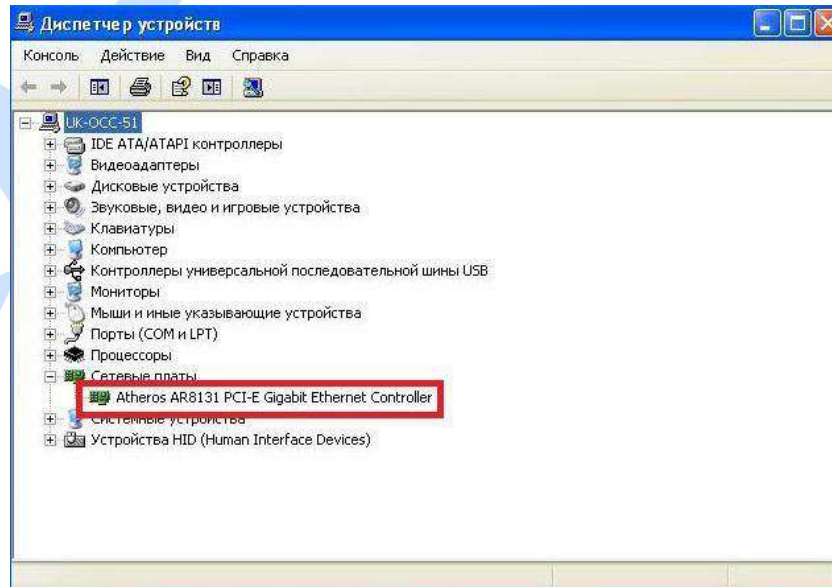 Диспетчер устройств
Консоль Действие Вид Справка
UK-OCC-51
IDE ATA/ATAPI контроллеры
Видеоадаптеры
Дисковые устройства
Звуковые, видео и игровые устройства
Клавиатуры
Компьютер
Контроллеры универсальной последовательной шины USB
Мониторы
Мыши и иные указывающие устройства
Порты (COM и LPT)
Процессоры
Сетевые платы
Atheros AR8131 PCI-E Gigabit Ethernet Controller
Системные устройства
Устройства HID (Human Interface Devices)